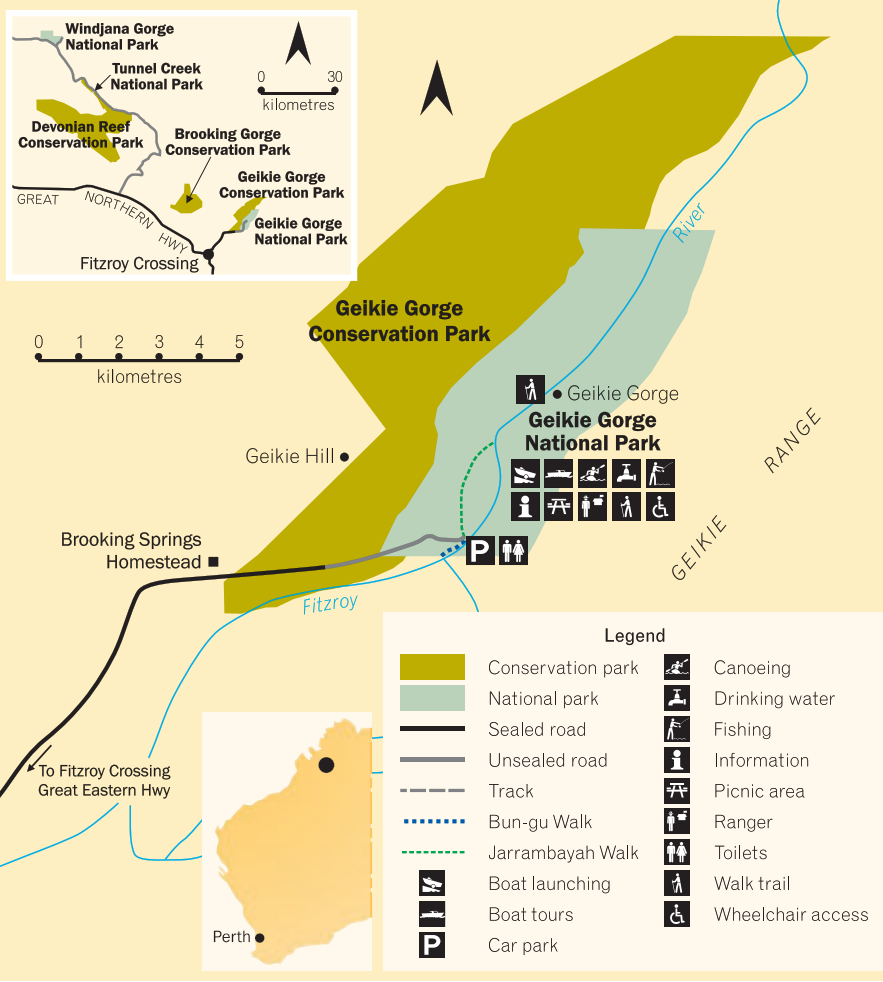 Windjana Gorge
National Park
Tunnel Creek
National Park
0 30
kilometres
Devonian Reef
Conservation Park
Brooking Gorge
Conservation Park
Geikie Gorge
Conservation Park
GREAT NORTHERN HWY
Geikie Gorge
National Park
Fitzroy Crossing
River
Geikie Gorge
Conservation Park
0 1 2 3 4 5
kilometres
Geikie Gorge
Geikie Gorge
National Park
Geikie Hill
GEIKIE RANGE
Brooking Springs
Homestead
P
Fitzroy
To Fitzroy Crossing
Great Eastern Hwy
Perth
Legend
Conservation park
National park
Sealed road
Unsealed road
Track
Bun-gu Walk
Jarrambayah Walk
Boat launching
Boat tours
P Car park
Canoeing
Drinking water
Fishing
Information
Picnic area
Ranger
Toilets
Walk trail
Wheelchair access